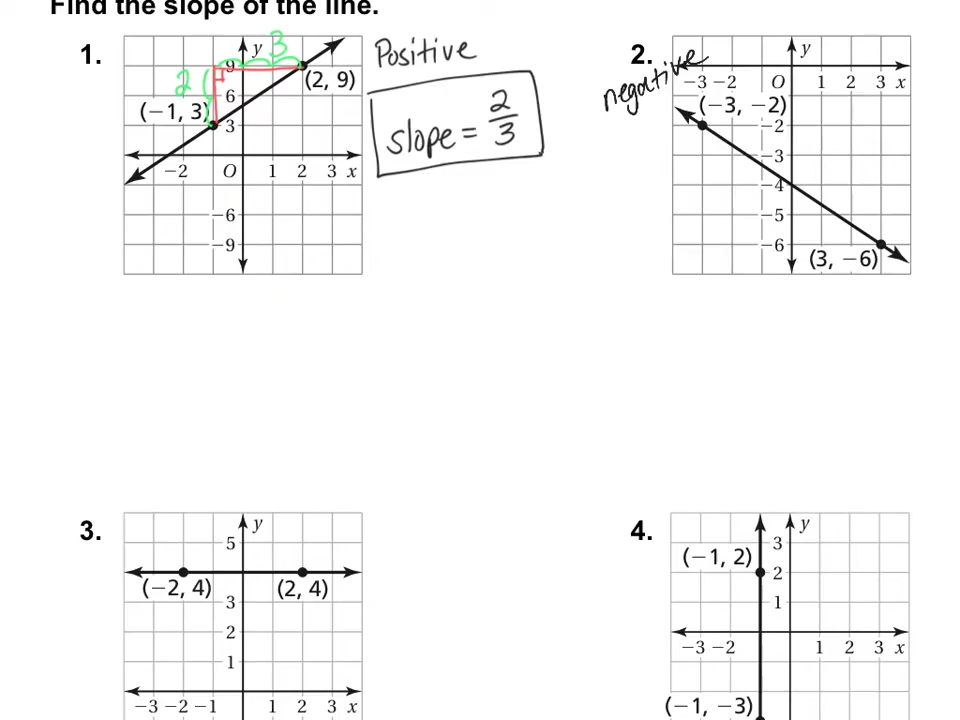 Find the slope of the line.
1.
y
3
9
2
(2, 9)
6
(−1, 3)
3
−2
O
1 2 3 x
−6
−9
Positive
slope = 2/3
2.
negative
y
−3 −2 O 1 2 3 x
(−3, −2)
−2
−3
−4
−5
−6
(3, −6)
3.
y
5
(−2, 4) (2, 4)
3
2
1
−3 −2 −1 1 2 3 x
4.
y
3
(−1, 2)
2
1
−3 −2 1 2 3 x
(−1, −3)